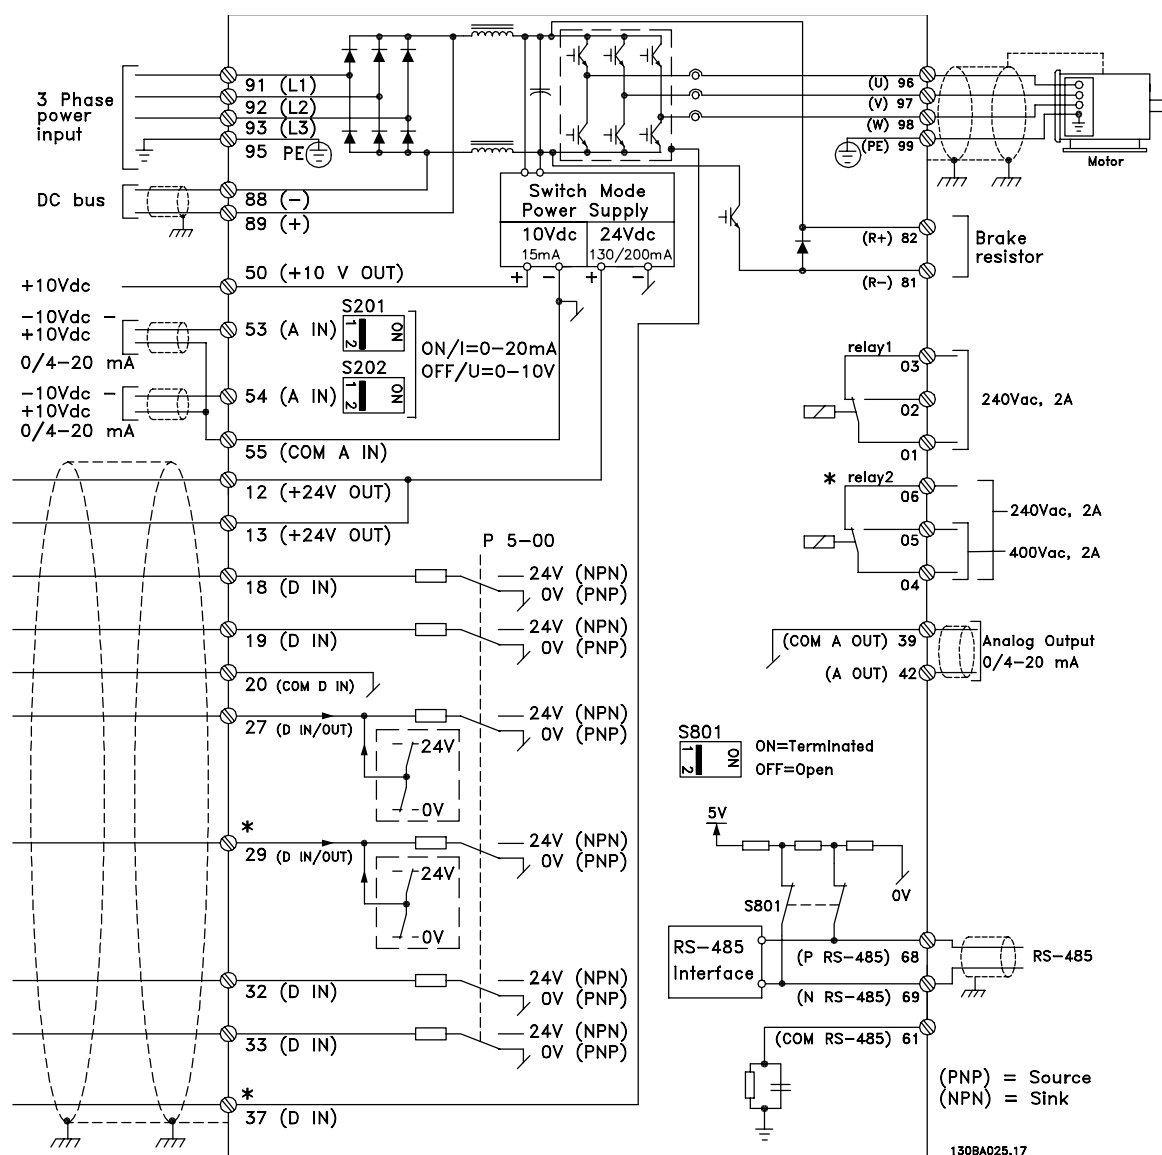 3 Phase
power
input
91 (L1)
92 (L2)
93 (L3)
95 PE
DC bus
88 (-)
89 (+)
Switch Mode
Power Supply
10Vdc
15mA
24Vdc
130/200mA
+ - + -
(U) 96
(V) 97
(W) 98
(PE) 99
Motor
(R+) 82
(R-) 81
Brake
resistor
+10Vdc
50 (+10 V OUT)
-10Vdc -
+10Vdc
0/4-20 mA
53 (A IN)
S201
1 2
ON
ON/I=0-20mA
OFF/U=0-10V
-10Vdc -
+10Vdc
0/4-20 mA
54 (A IN)
S202
1 2
ON
55 (COM A IN)
12 (+24V OUT)
13 (+24V OUT)
relay1
03
02
01
240Vac, 2A
* relay2
06
05
04
240Vac, 2A
400Vac, 2A
P 5-00
18 (D IN)
24V (NPN)
0V (PNP)
19 (D IN)
24V (NPN)
0V (PNP)
20 (COM D IN)
27 (D IN/OUT)
24V (NPN)
0V (PNP)
24V
0V
*
29 (D IN/OUT)
24V (NPN)
0V (PNP)
24V
0V
32 (D IN)
24V (NPN)
0V (PNP)
33 (D IN)
24V (NPN)
0V (PNP)
*
37 (D IN)
(COM A OUT) 39
(A OUT) 42
Analog Output
0/4-20 mA
S801
1 2
ON
ON=Terminated
OFF=Open
5V
S801
0V
RS-485
Interface
(P RS-485) 68
(N RS-485) 69
RS-485
(COM RS-485) 61
(PNP) = Source
(NPN) = Sink
130BA025.17